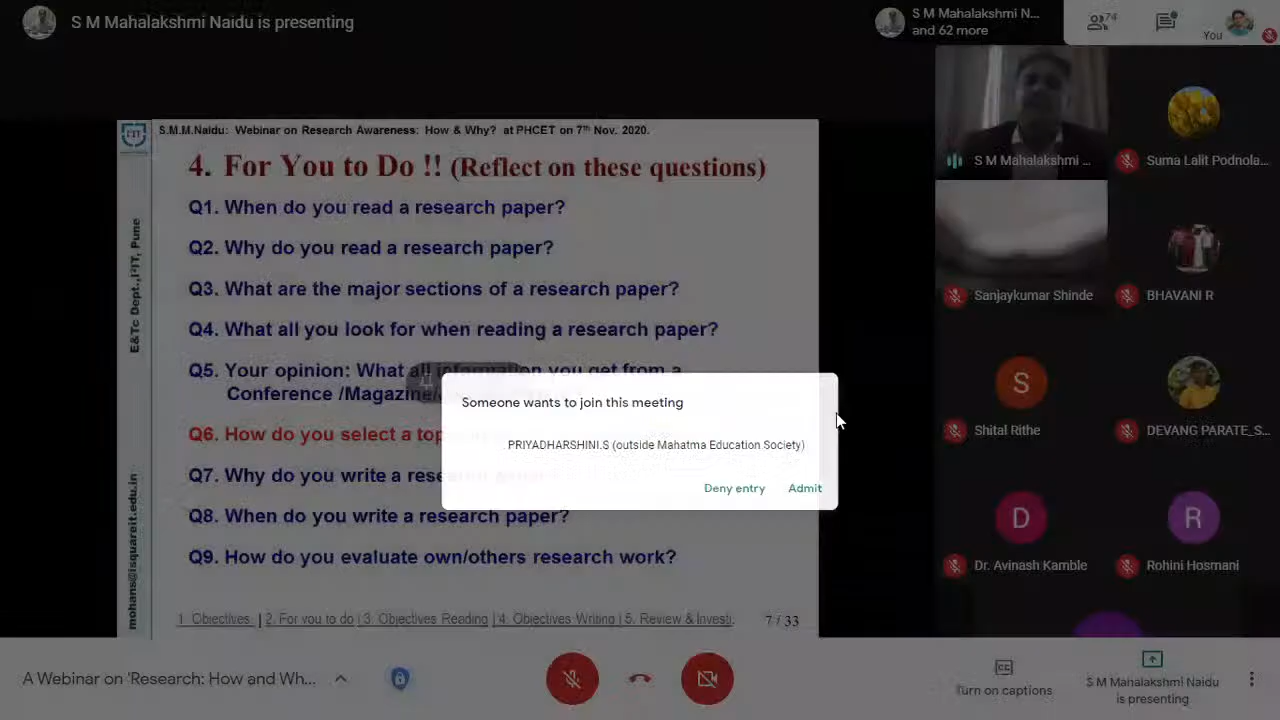 S M Mahalakshmi Naidu is presenting
S M Mahalakshmi N...
and 62 more
74
You
S.M.M.Naidu: Webinar on Research Awareness: How & Why? at PHCET on 7th Nov. 2020.
4. For You to Do !! (Reflect on these questions)
Q1. When do you read a research paper?
Q2. Why do you read a research paper?
Q3. What are the major sections of a research paper?
Q4. What all you look for when reading a research paper?
Q5. Your opinion: What all information you get from a
Conference /Magazine/
Q6. How do you select a top
Q7. Why do you write a rese
Q8. When do you write a research paper?
Q9. How do you evaluate own/others research work?
1. Objectives | 2. For you to do | 3. Objectives Reading | 4. Objectives Writing | 5. Review & Investi.
7 / 33
E&Tc Dept.,I²IT, Pune
mohans@isquareit.edu.in
Someone wants to join this meeting
PRIYADHARSHINI.S (outside Mahatma Education Society)
Deny entry
Admit
S M Mahalakshmi ...
Suma Lalit Podnola...
Sanjaykumar Shinde
BHAVANI R
S
Shital Rithe
DEVANG PARATE_S...
D
Dr. Avinash Kamble
R
Rohini Hosmani
A Webinar on 'Research: How and Wh...
CC
Turn on captions
S M Mahalakshmi Naidu
is presenting